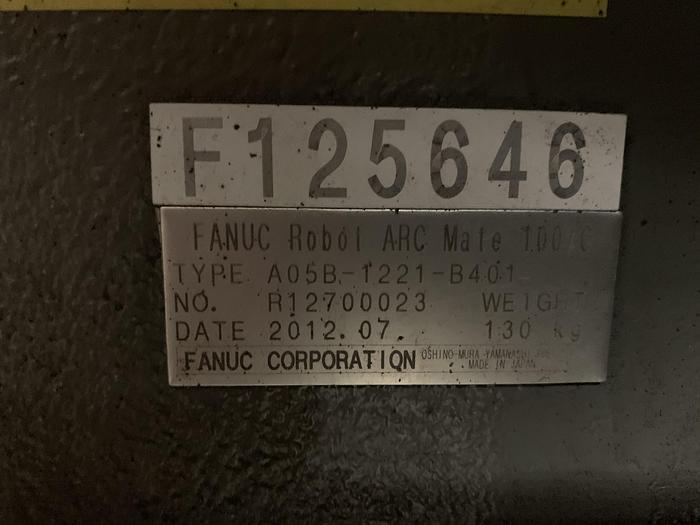 F125646
FANUC Robot ARC Mate 100iC
TYPE A05B-1221-B401
NO. R12700023 WEIGHT
DATE 2012.07. 130 kg
FANUC CORPORATION
OSHINO-MURA, YAMANASHI
MADE IN JAPAN